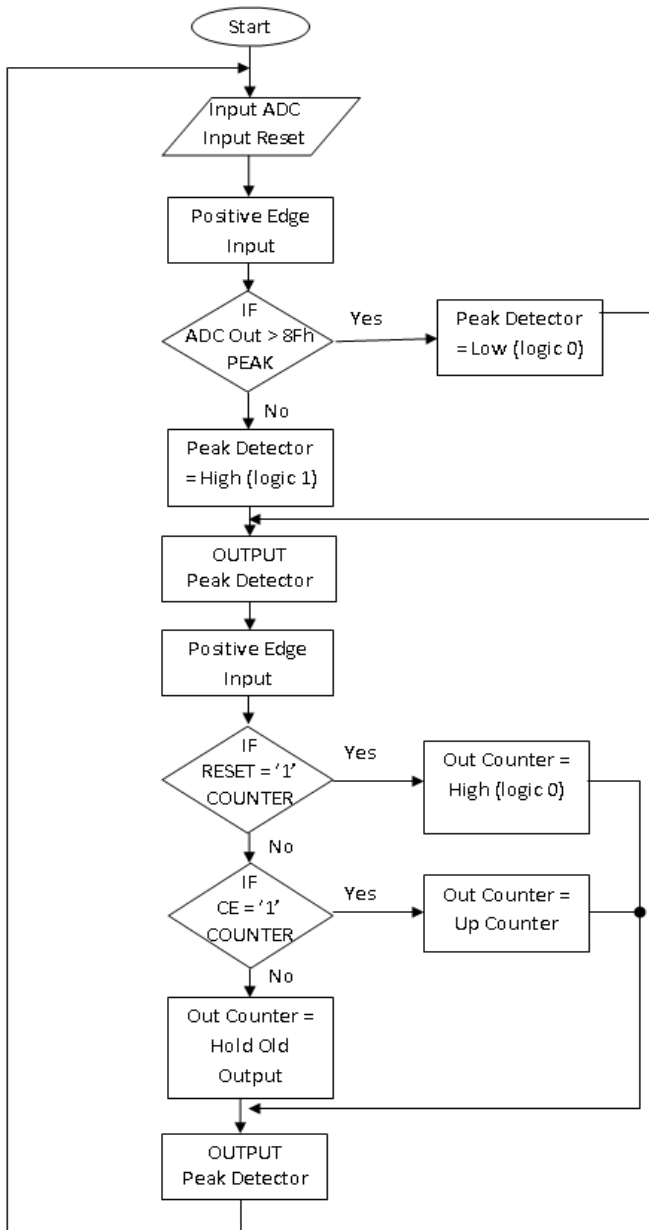 Start
Input ADC
Input Reset
Positive Edge
Input
IF
ADC Out > 8Fh
PEAK
Yes
Peak Detector
= Low (logic 0)
No
Peak Detector
= High (logic 1)
OUTPUT
Peak Detector
Positive Edge
Input
IF
RESET = ‘1’
COUNTER
Yes
Out Counter =
High (logic 0)
No
IF
CE = ‘1’
COUNTER
Yes
Out Counter =
Up Counter
No
Out Counter =
Hold Old
Output
OUTPUT
Peak Detector